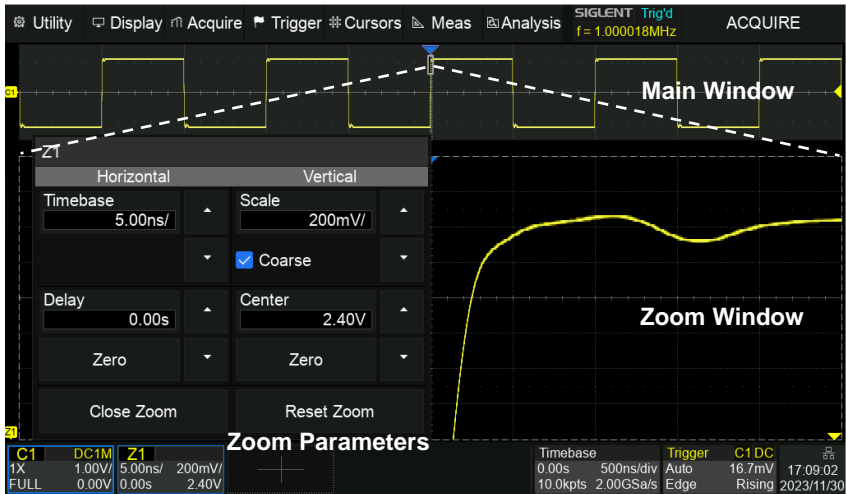 Utility Display Acquire Trigger Cursors Meas Analysis
SIGLENT Trig'd
f = 1.000018MHz
ACQUIRE
C1
Main Window
Z1
Horizontal Vertical
Timebase Scale
5.00ns/ 200mV/
Coarse
Delay Center
0.00s 2.40V
Zoom Window
Zero Zero
Close Zoom Reset Zoom
Z1
Zoom Parameters
C1 DC1M
1X 1.00V/
FULL 0.00V
Z1
5.00ns/ 200mV/
0.00s 2.40V
Timebase
0.00s 500ns/div
10.0kpts 2.00GSa/s
Trigger C1 DC
Auto 16.7mV
Edge Rising
17:09:02
2023/11/30